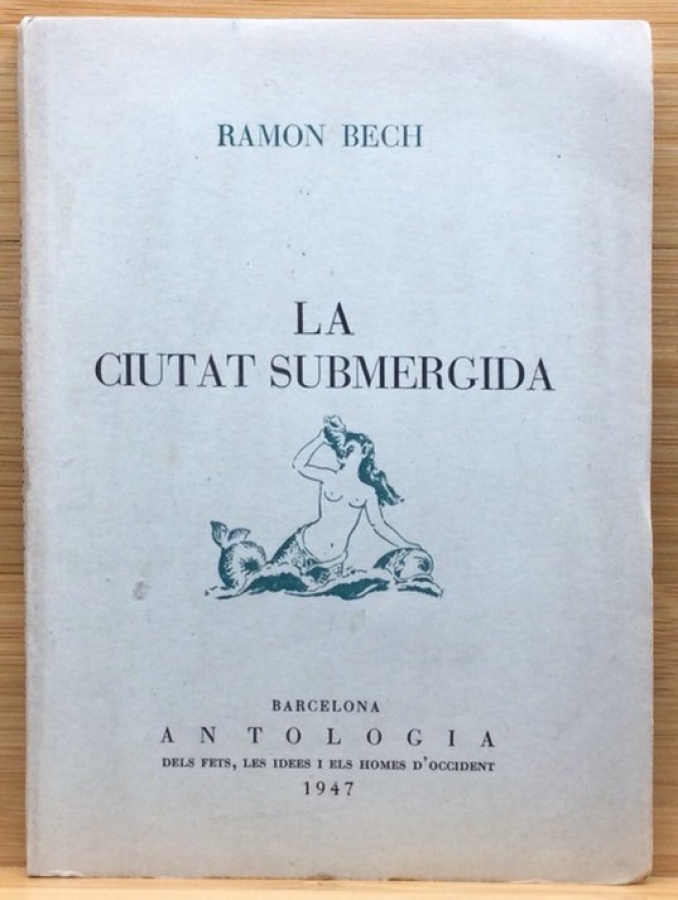 RAMON BECH
LA
CIUTAT SUBMERGIDA
BARCELONA
ANTOLOGIA
DELS FETS, LES IDEES I ELS HOMES D'OCCIDENT
1947